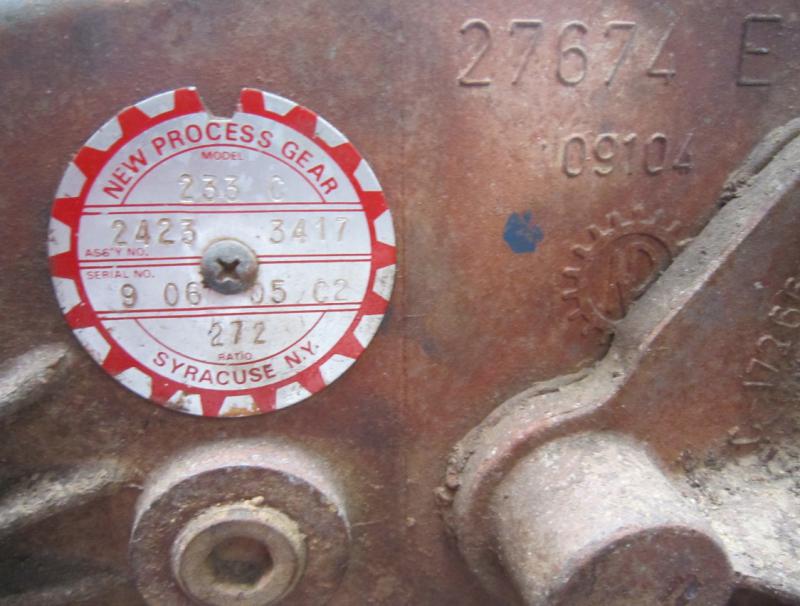 NEW PROCESS GEAR
MODEL
233 C
2423 3417
ASS'Y NO.
SERIAL NO.
9 06 05 C2
272
RATIO
SYRACUSE N.Y.
27674 E
09104